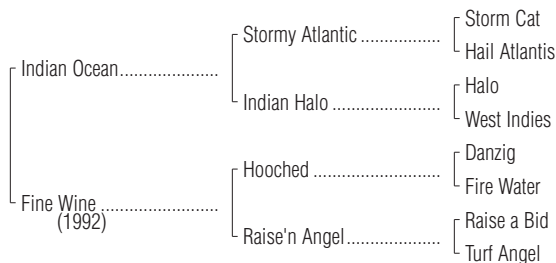 Storm Cat
Stormy Atlantic ..................
Hail Atlantis
Indian Ocean......................
Halo
Indian Halo .........................
West Indies
Danzig
Hooched .............................
Fire Water
Fine Wine ..........................
(1992)
Raise a Bid
Raise'n Angel.....................
Turf Angel